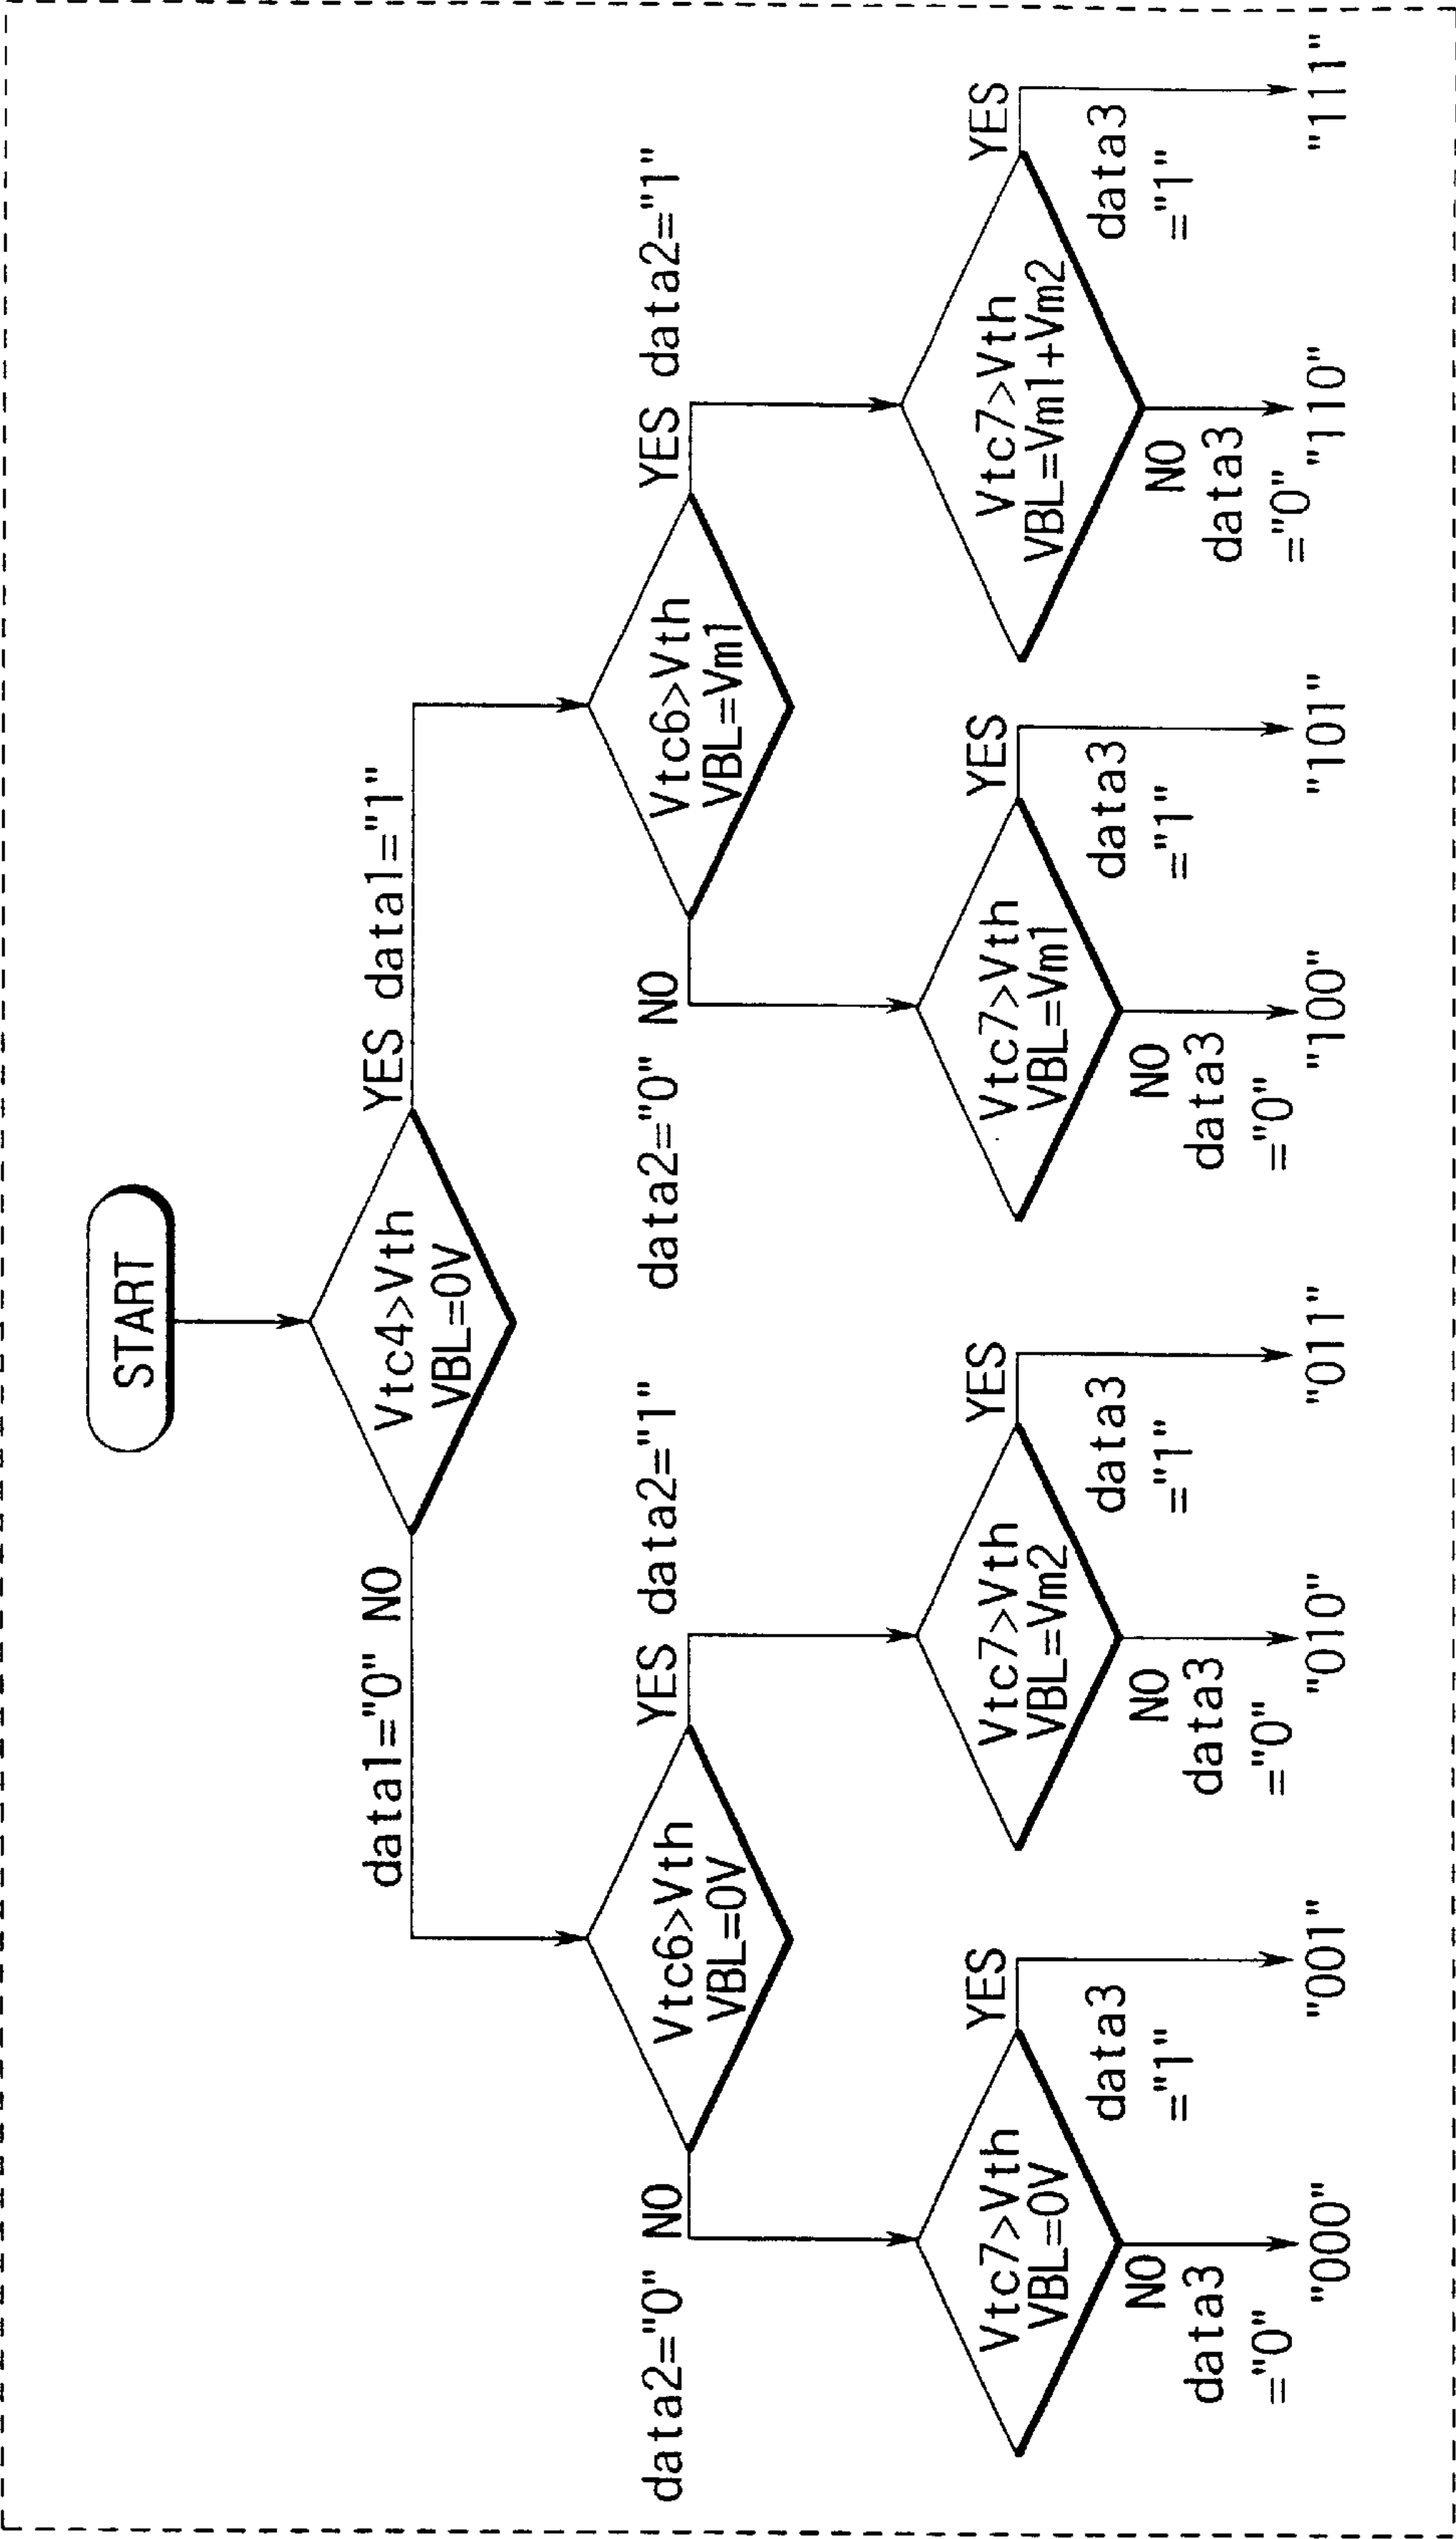 START
Vtc4>Vth
VBL=0V
data1="0" NO
YES data1="1"
data2="0" NO
Vtc6>Vth
VBL=0V
YES data2="1"
data2="0" NO
Vtc6>Vth
VBL=Vm1
YES data2="1"
Vtc7>Vth
VBL=0V
YES
data3
="1"
NO
data3
="0"
Vtc7>Vth
VBL=Vm2
YES
data3
="1"
NO
data3
="0"
Vtc7>Vth
VBL=Vm1
YES
data3
="1"
NO
data3
="0"
Vtc7>Vth
VBL=Vm1+Vm2
YES
data3
="1"
NO
data3
="0"
"000"
"001"
"010"
"011"
"100"
"101"
"110"
"111"